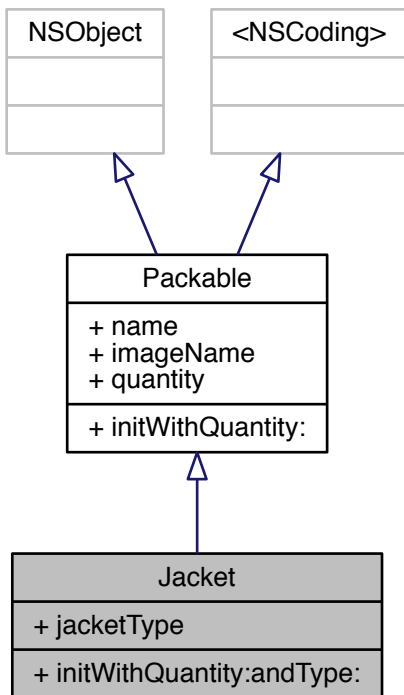 NSObject
<NSCoding>
Packable
+ name
+ imageName
+ quantity
+ initWithQuantity:
Jacket
+ jacketType
+ initWithQuantity:andType: